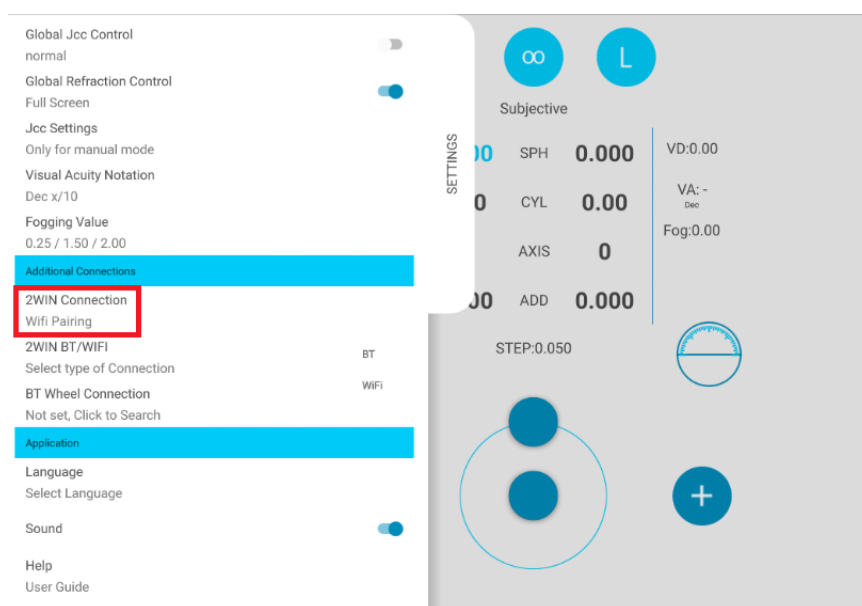 Global Jcc Control
normal
Global Refraction Control
Full Screen
Jcc Settings
Only for manual mode
Visual Acuity Notation
Dec x/10
Fogging Value
0.25 / 1.50 / 2.00
Additional Connections
2WIN Connection
Wifi Pairing
2WIN BT/WIFI
Select type of Connection
BT
WiFi
BT Wheel Connection
Not set, Click to Search
Application
Language
Select Language
Sound
Help
User Guide
SETTINGS
∞ L
Subjective
00 SPH 0.000
0 CYL 0.00
AXIS 0
00 ADD 0.000
STEP:0.050
VD:0.00
VA: -
Dec
Fog:0.00
+